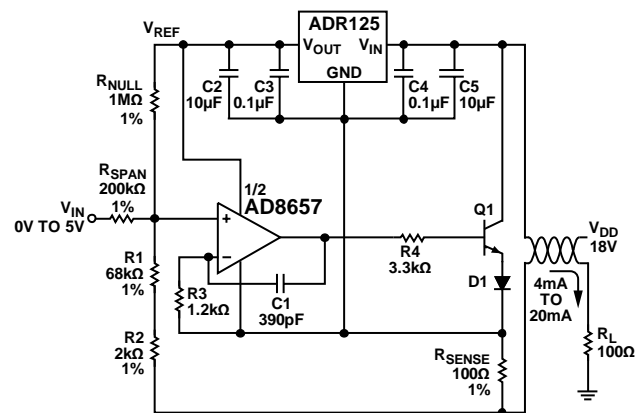 ADR125
VREF
VOUT
VIN
GND
RNULL
1MΩ
1%
C2
10µF
C3
0.1µF
C4
0.1µF
C5
10µF
RSPAN
200kΩ
1%
VIN
0V TO 5V
1/2
AD8657
+
–
R1
68kΩ
1%
R3
1.2kΩ
C1
390pF
R4
3.3kΩ
Q1
D1
VDD
18V
4mA
TO
20mA
R2
2kΩ
1%
RSENSE
100Ω
1%
RL
100Ω